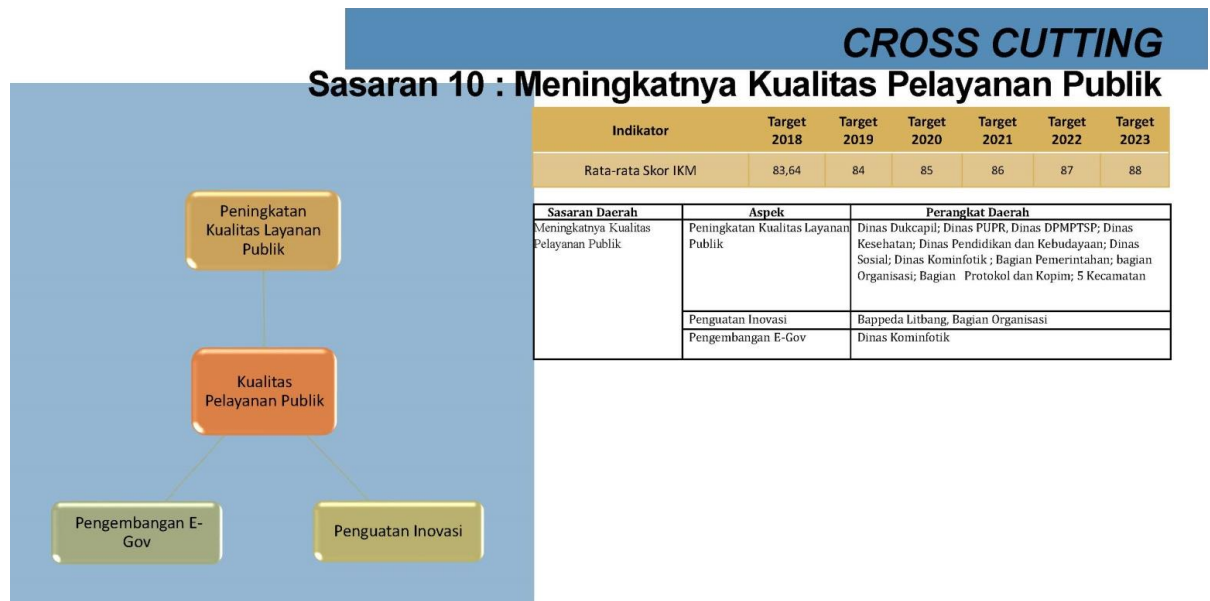 CROSS CUTTING
Sasaran 10 : Meningkatnya Kualitas Pelayanan Publik
Indikator Target 2018 Target 2019 Target 2020 Target 2021 Target 2022 Target 2023
Rata-rata Skor IKM 83,64 84 85 86 87 88
Sasaran Daerah Aspek Perangkat Daerah
Meningkatnya Kualitas
Pelayanan Publik
Peningkatan Kualitas Layanan
Publik
Dinas Dukcapil; Dinas PUPR, Dinas DPMPTSP; Dinas
Kesehatan; Dinas Pendidikan dan Kebudayaan; Dinas
Sosial; Dinas Kominfotik ; Bagian Pemerintahan; bagian
Organisasi; Bagian Protokol dan Kopim; 5 Kecamatan
Penguatan Inovasi Bappeda Litbang, Bagian Organisasi
Pengembangan E-Gov Dinas Kominfotik
Peningkatan
Kualitas Layanan
Publik
Kualitas
Pelayanan Publik
Pengembangan E-
Gov
Penguatan Inovasi